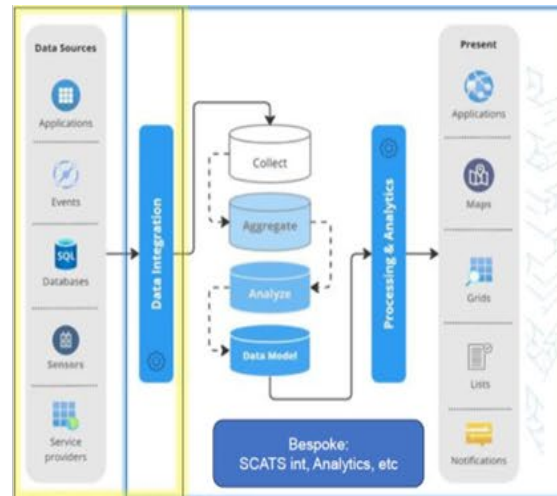 Data Sources
Applications
Events
SQL
Databases
Sensors
Service
providers
Data Integration
Collect
Aggregate
Analyze
Data Model
Bespoke:
SCATS int, Analytics, etc
Processing & Analytics
Present
Applications
Maps
Grids
Lists
Notifications